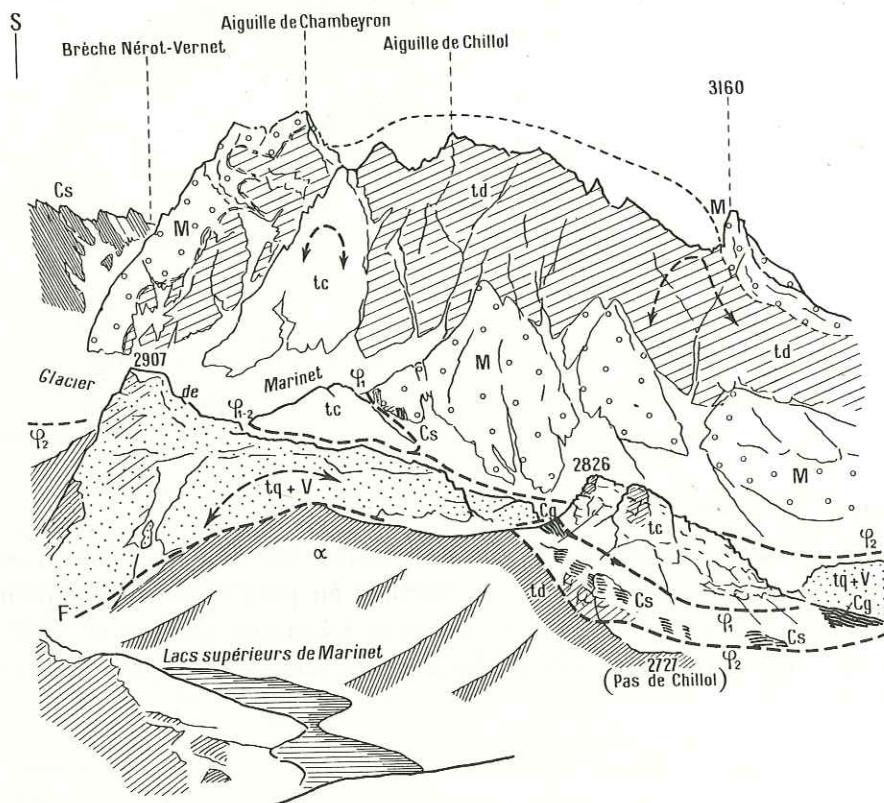 S
Aiguille de Chambeyron
Brèche Nérot-Vernet
Aiguille de Chillol
3160
Cs
M
M
td
tc
td
2907
Glacier de Marinet
φ1
φ1-2
tc
M
Cs
φ2
M
2826
tq + V
Cg
tc
φ2
tq + V
Cg
α
F
td
Cs
φ1
Cs
φ2
Lacs supérieurs de Marinet
2727
(Pas de Chillol)